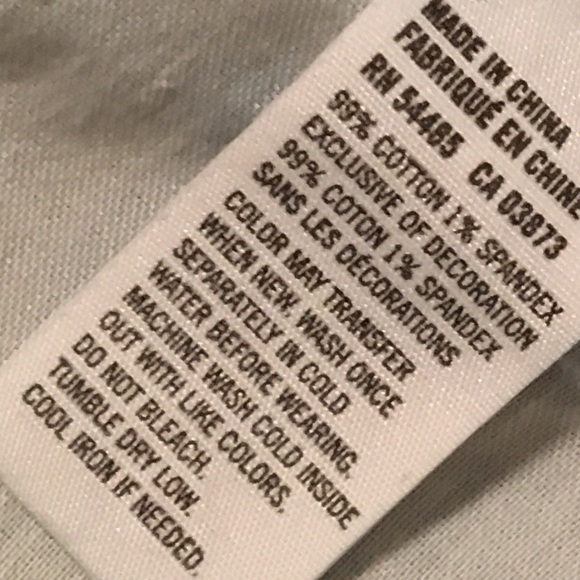 MADE IN CHINA
FABRIQUÉ EN CHINE
RN 54485 CA 03873
99% COTTON 1% SPANDEX
EXCLUSIVE OF DECORATION
99% COTON 1% SPANDEX
SANS LES DÉCORATIONS
COLOR MAY TRANSFER
WHEN NEW. WASH ONCE
SEPARATELY IN COLD
WATER BEFORE WEARING.
MACHINE WASH COLD INSIDE
OUT WITH LIKE COLORS.
DO NOT BLEACH.
TUMBLE DRY LOW.
COOL IRON IF NEEDED.